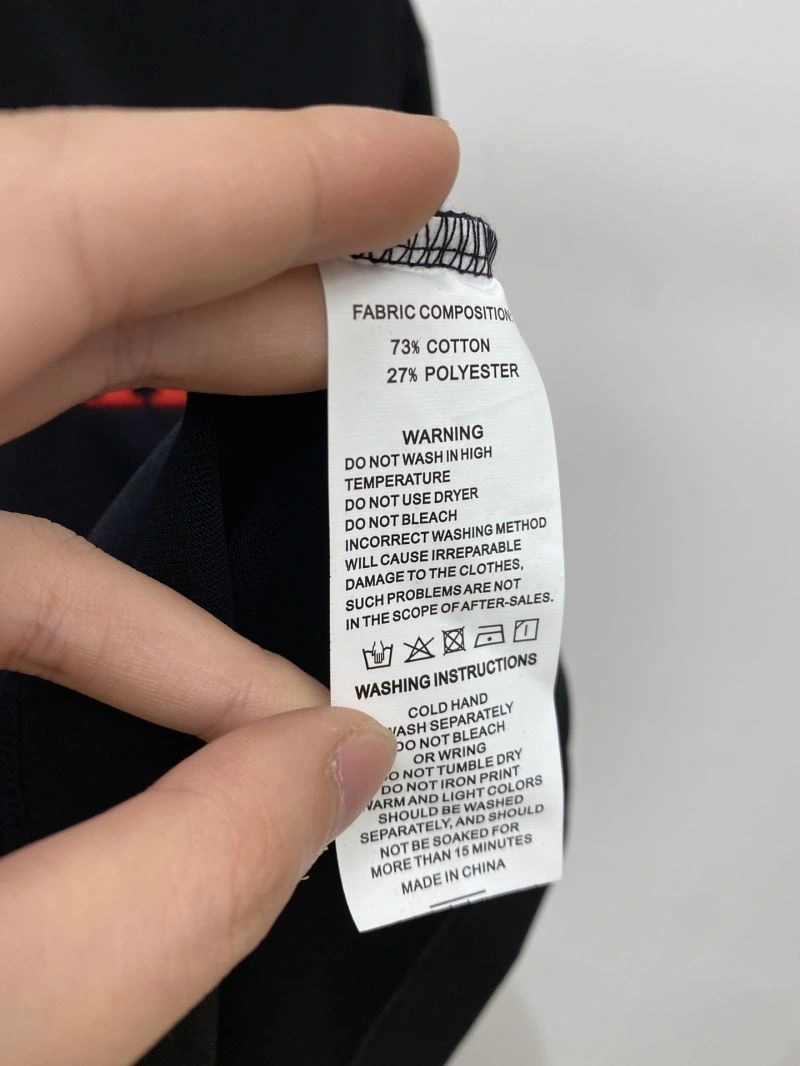 FABRIC COMPOSITION
73% COTTON
27% POLYESTER
WARNING
DO NOT WASH IN HIGH
TEMPERATURE
DO NOT USE DRYER
DO NOT BLEACH
INCORRECT WASHING METHOD
WILL CAUSE IRREPARABLE
DAMAGE TO THE CLOTHES,
SUCH PROBLEMS ARE NOT
IN THE SCOPE OF AFTER-SALES.
WASHING INSTRUCTIONS
COLD HAND
WASH SEPARATELY
DO NOT BLEACH
OR WRING
DO NOT TUMBLE DRY
DO NOT IRON PRINT
WARM AND LIGHT COLORS
SHOULD BE WASHED
SEPARATELY, AND SHOULD
NOT BE SOAKED FOR
MORE THAN 15 MINUTES
MADE IN CHINA